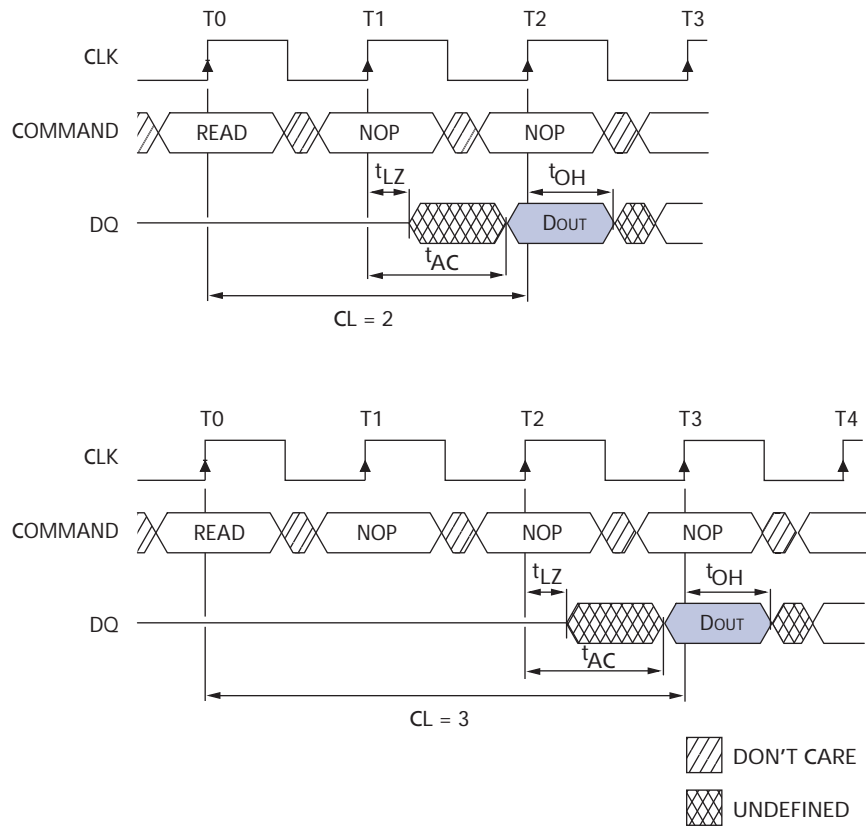 T0 T1 T2 T3
CLK
COMMAND READ NOP NOP
tLZ tOH
DQ DOUT
tAC
CL = 2
T0 T1 T2 T3 T4
CLK
COMMAND READ NOP NOP NOP
tLZ tOH
DQ DOUT
tAC
CL = 3
DON'T CARE
UNDEFINED